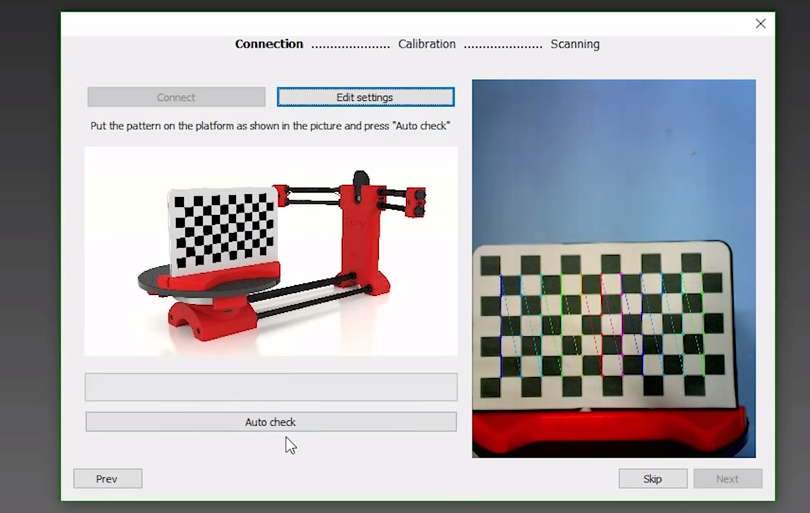 Connection ...................... Calibration ...................... Scanning
Connect
Edit settings
Put the pattern on the platform as shown in the picture and press "Auto check"
Auto check
Prev
Skip
Next